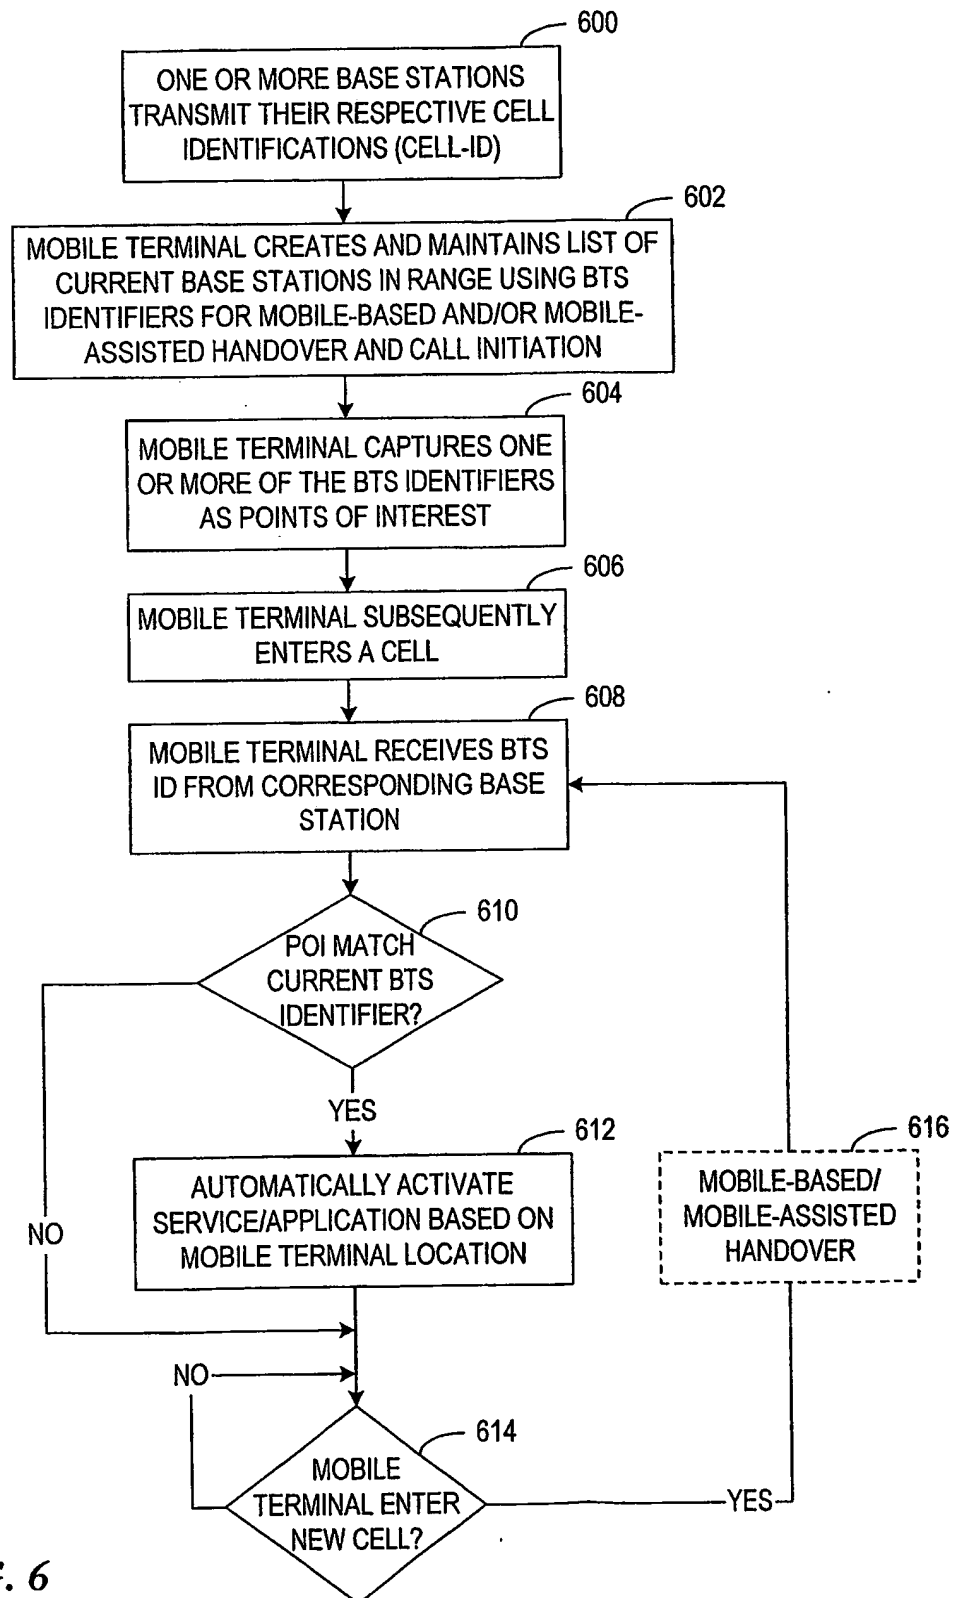 600
ONE OR MORE BASE STATIONS
TRANSMIT THEIR RESPECTIVE CELL
IDENTIFICATIONS (CELL-ID)
602
MOBILE TERMINAL CREATES AND MAINTAINS LIST OF
CURRENT BASE STATIONS IN RANGE USING BTS
IDENTIFIERS FOR MOBILE-BASED AND/OR MOBILE-
ASSISTED HANDOVER AND CALL INITIATION
604
MOBILE TERMINAL CAPTURES ONE
OR MORE OF THE BTS IDENTIFIERS
AS POINTS OF INTEREST
606
MOBILE TERMINAL SUBSEQUENTLY
ENTERS A CELL
608
MOBILE TERMINAL RECEIVES BTS
ID FROM CORRESPONDING BASE
STATION
610
POI MATCH
CURRENT BTS
IDENTIFIER?
YES
612
AUTOMATICALLY ACTIVATE
SERVICE/APPLICATION BASED ON
MOBILE TERMINAL LOCATION
616
MOBILE-BASED/
MOBILE-ASSISTED
HANDOVER
NO
NO
614
MOBILE
TERMINAL ENTER
NEW CELL?
YES
. 6